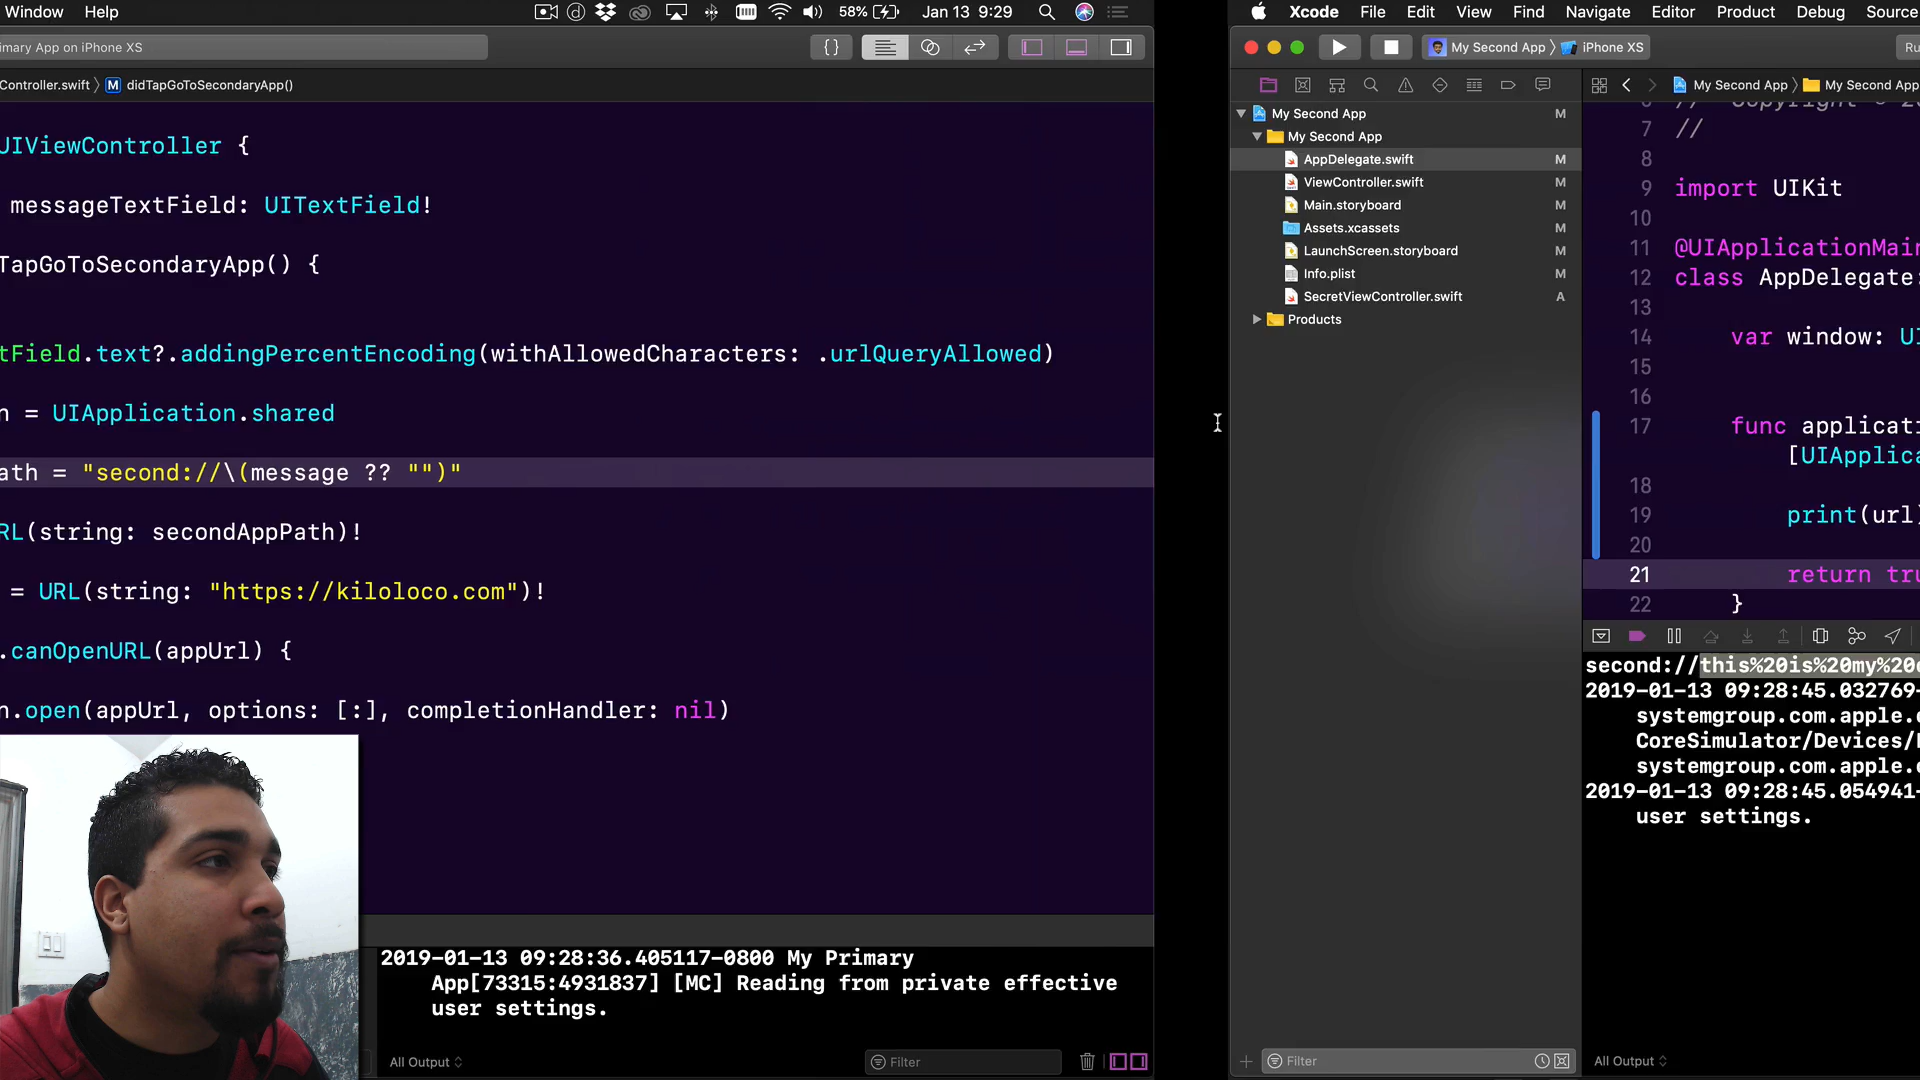 Window Help
58% Jan 13 9:29
imary App on iPhone XS
Controller.swift M didTapGoToSecondaryApp()
UIViewController {
messageTextField: UITextField!
TapGoToSecondaryApp() {
tField.text?.addingPercentEncoding(withAllowedCharacters: .urlQueryAllowed)
n = UIApplication.shared
ath = "second://\(message ?? "")"
RL(string: secondAppPath)!
= URL(string: "https://kiloloco.com")!
.canOpenURL(appUrl) {
n.open(appUrl, options: [:], completionHandler: nil)
2019-01-13 09:28:36.405117-0800 My Primary
App[73315:4931837] [MC] Reading from private effective
user settings.
All Output
Filter
Xcode File Edit View Find Navigate Editor Product Debug Source
My Second App iPhone XS
Ru
My Second App My Second App
My Second App M
My Second App
AppDelegate.swift M
ViewController.swift M
Main.storyboard M
Assets.xcassets M
LaunchScreen.storyboard M
Info.plist M
SecretViewController.swift A
Products
Filter
6 // Copyright © 20
7 //
8
9 import UIKit
10
11 @UIApplicationMain
12 class AppDelegate:
13
14 var window: UI
15
16
17 func applicati
[UIApplica
18
19 print(url)
20
21 return tru
22 }
second://this%20is%20my%20
2019-01-13 09:28:45.032769-
systemgroup.com.apple.c
CoreSimulator/Devices/
systemgroup.com.apple.c
2019-01-13 09:28:45.054941-
user settings.
All Output